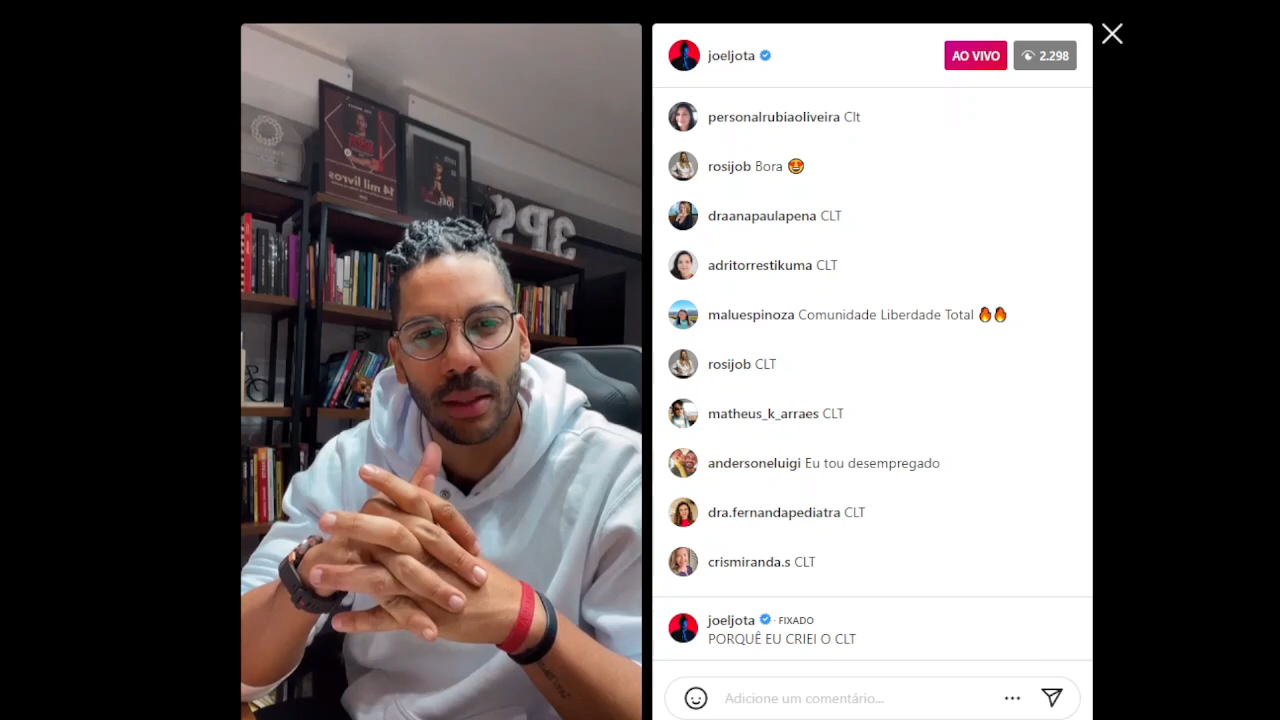 joeljota
AO VIVO
2.298
personalrubiaoliveira Clt
rosijob Bora 😍
draanapaulapena CLT
adritorrestikuma CLT
maluespinoza Comunidade Liberdade Total 🔥🔥
rosijob CLT
matheus_k_arraes CLT
andersoneluigi Eu tou desempregado
dra.fernandapediatra CLT
crismiranda.s CLT
joeljota · FIXADO
PORQUÊ EU CRIEI O CLT
Adicione um comentário...
14 mil livros
3PS